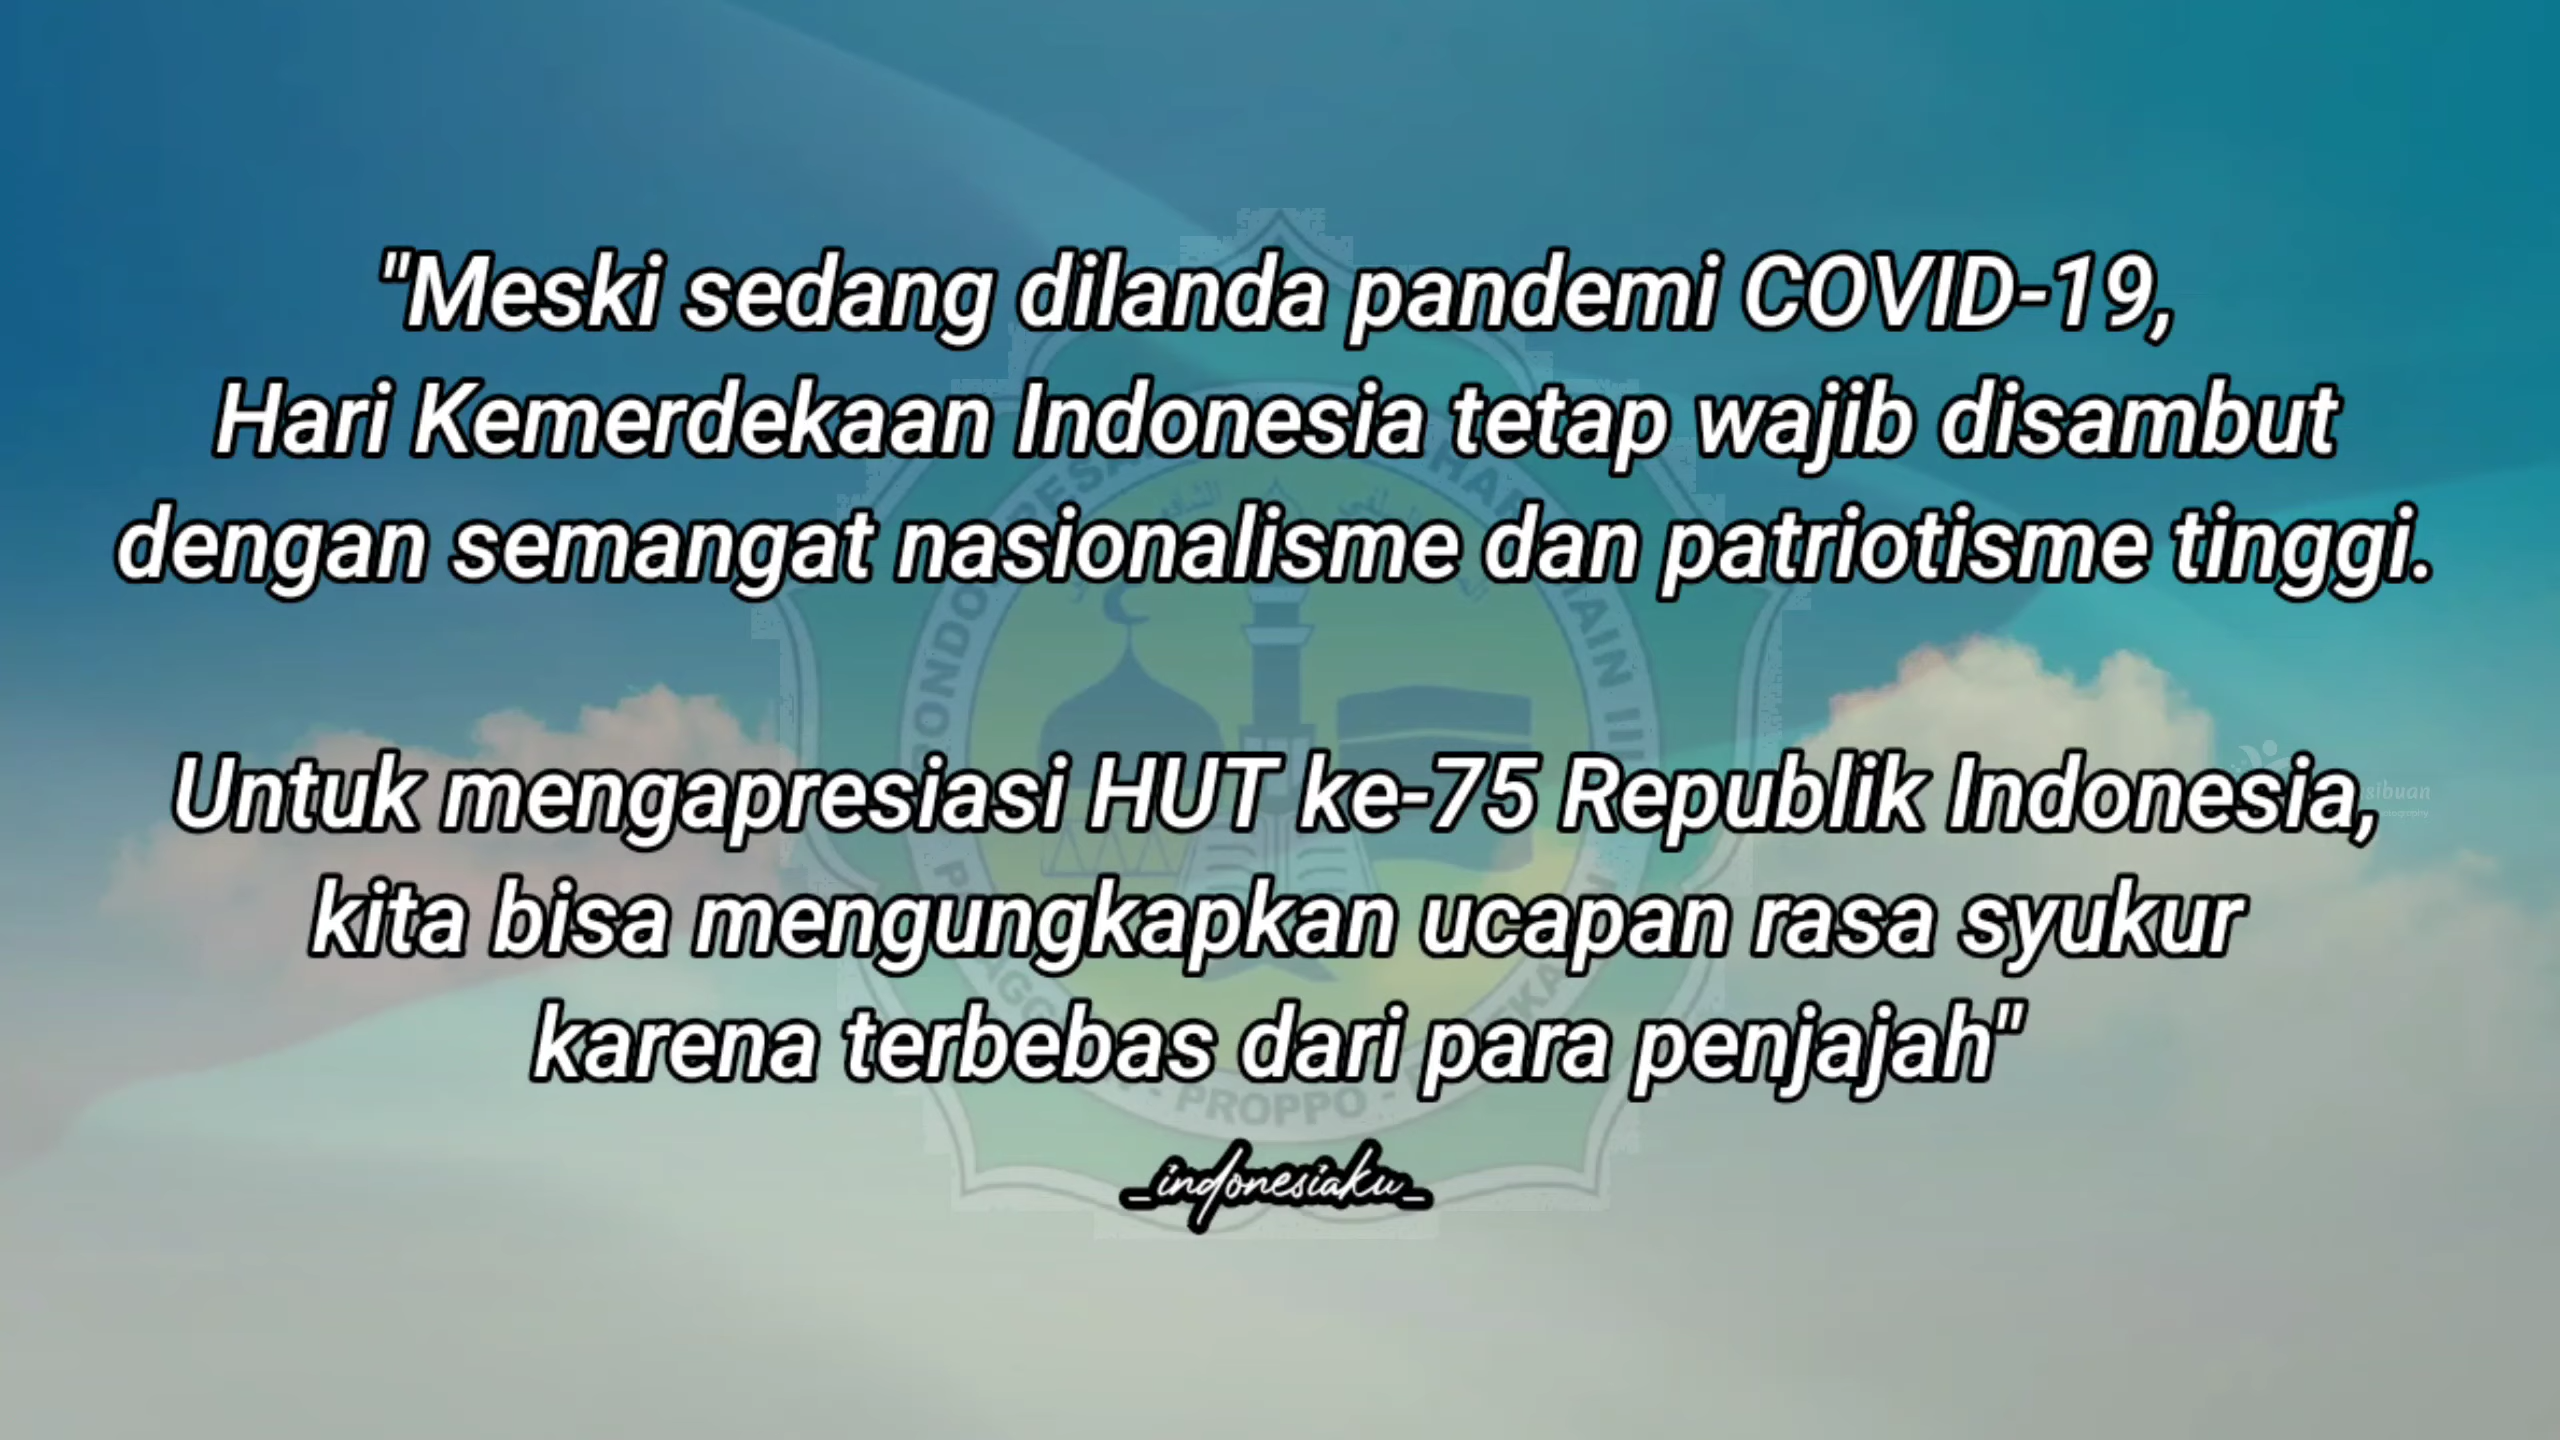 "Meski sedang dilanda pandemi COVID-19,
Hari Kemerdekaan Indonesia tetap wajib disambut
dengan semangat nasionalisme dan patriotisme tinggi.
Untuk mengapresiasi HUT ke-75 Republik Indonesia,
kita bisa mengungkapkan ucapan rasa syukur
karena terbebas dari para penjajah"
_indonesiaku_
- PROPPO -